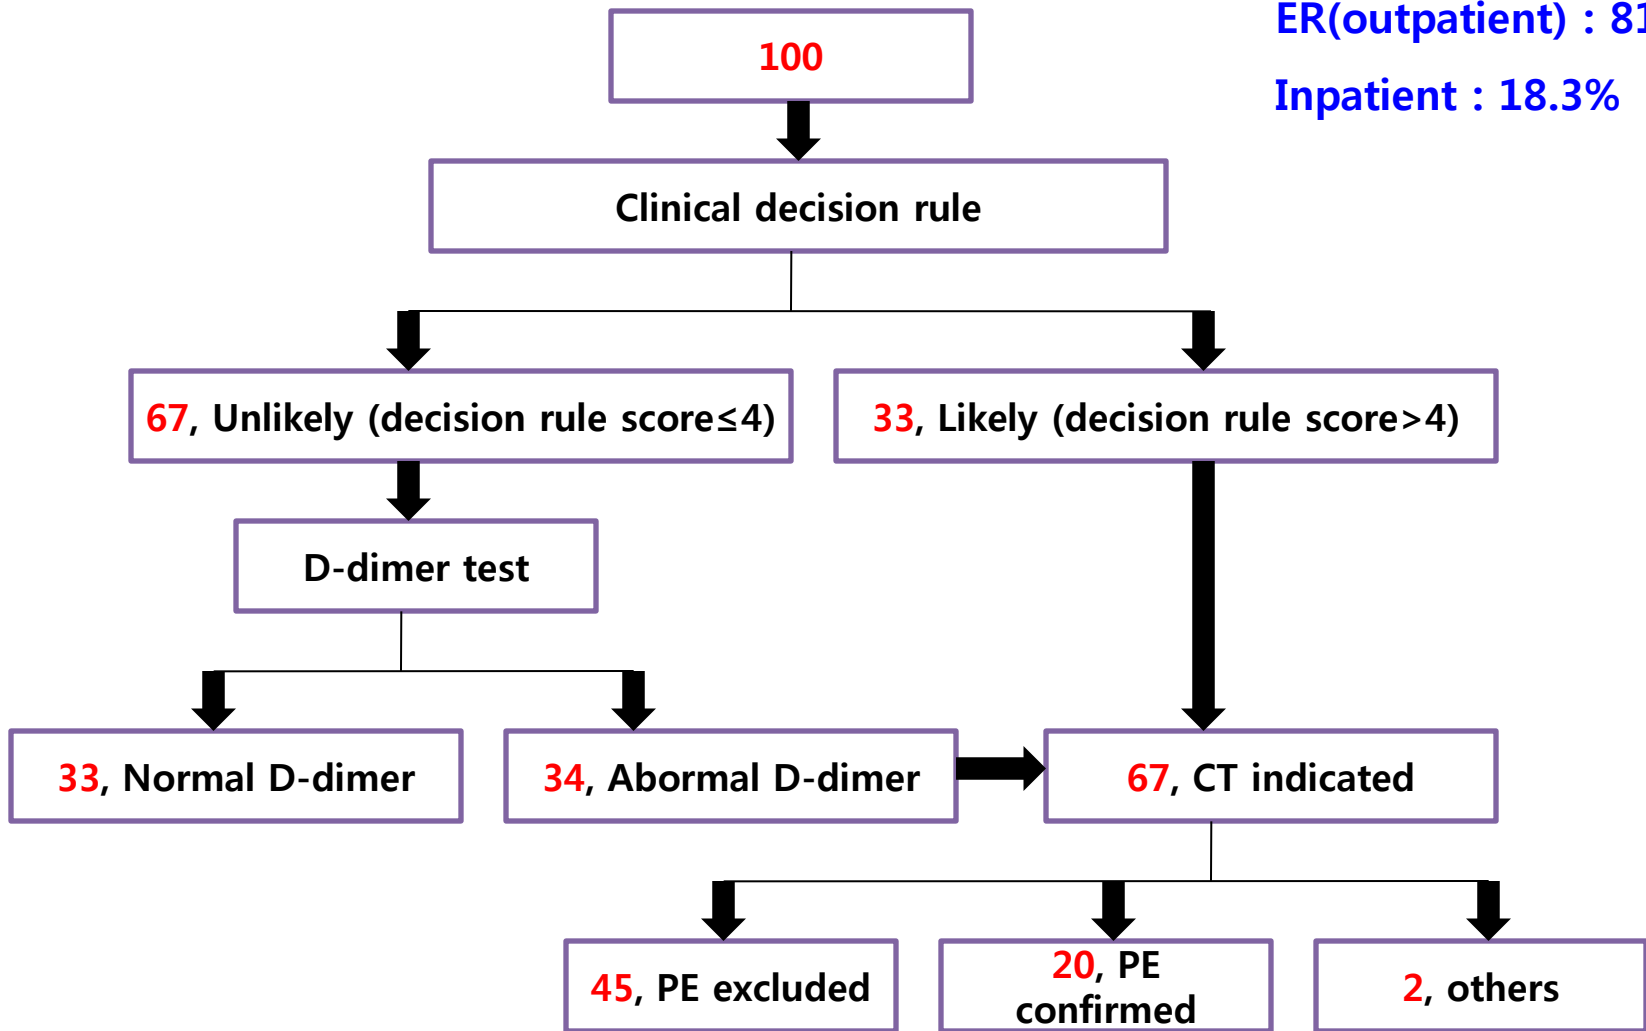 ER(outpatient) : 81
100
Inpatient : 18.3%
Clinical decision rule
67, Unlikely (decision rule score≤4)
33, Likely (decision rule score>4)
D-dimer test
33, Normal D-dimer
34, Abormal D-dimer
67, CT indicated
45, PE excluded
20, PE
confirmed
2, others